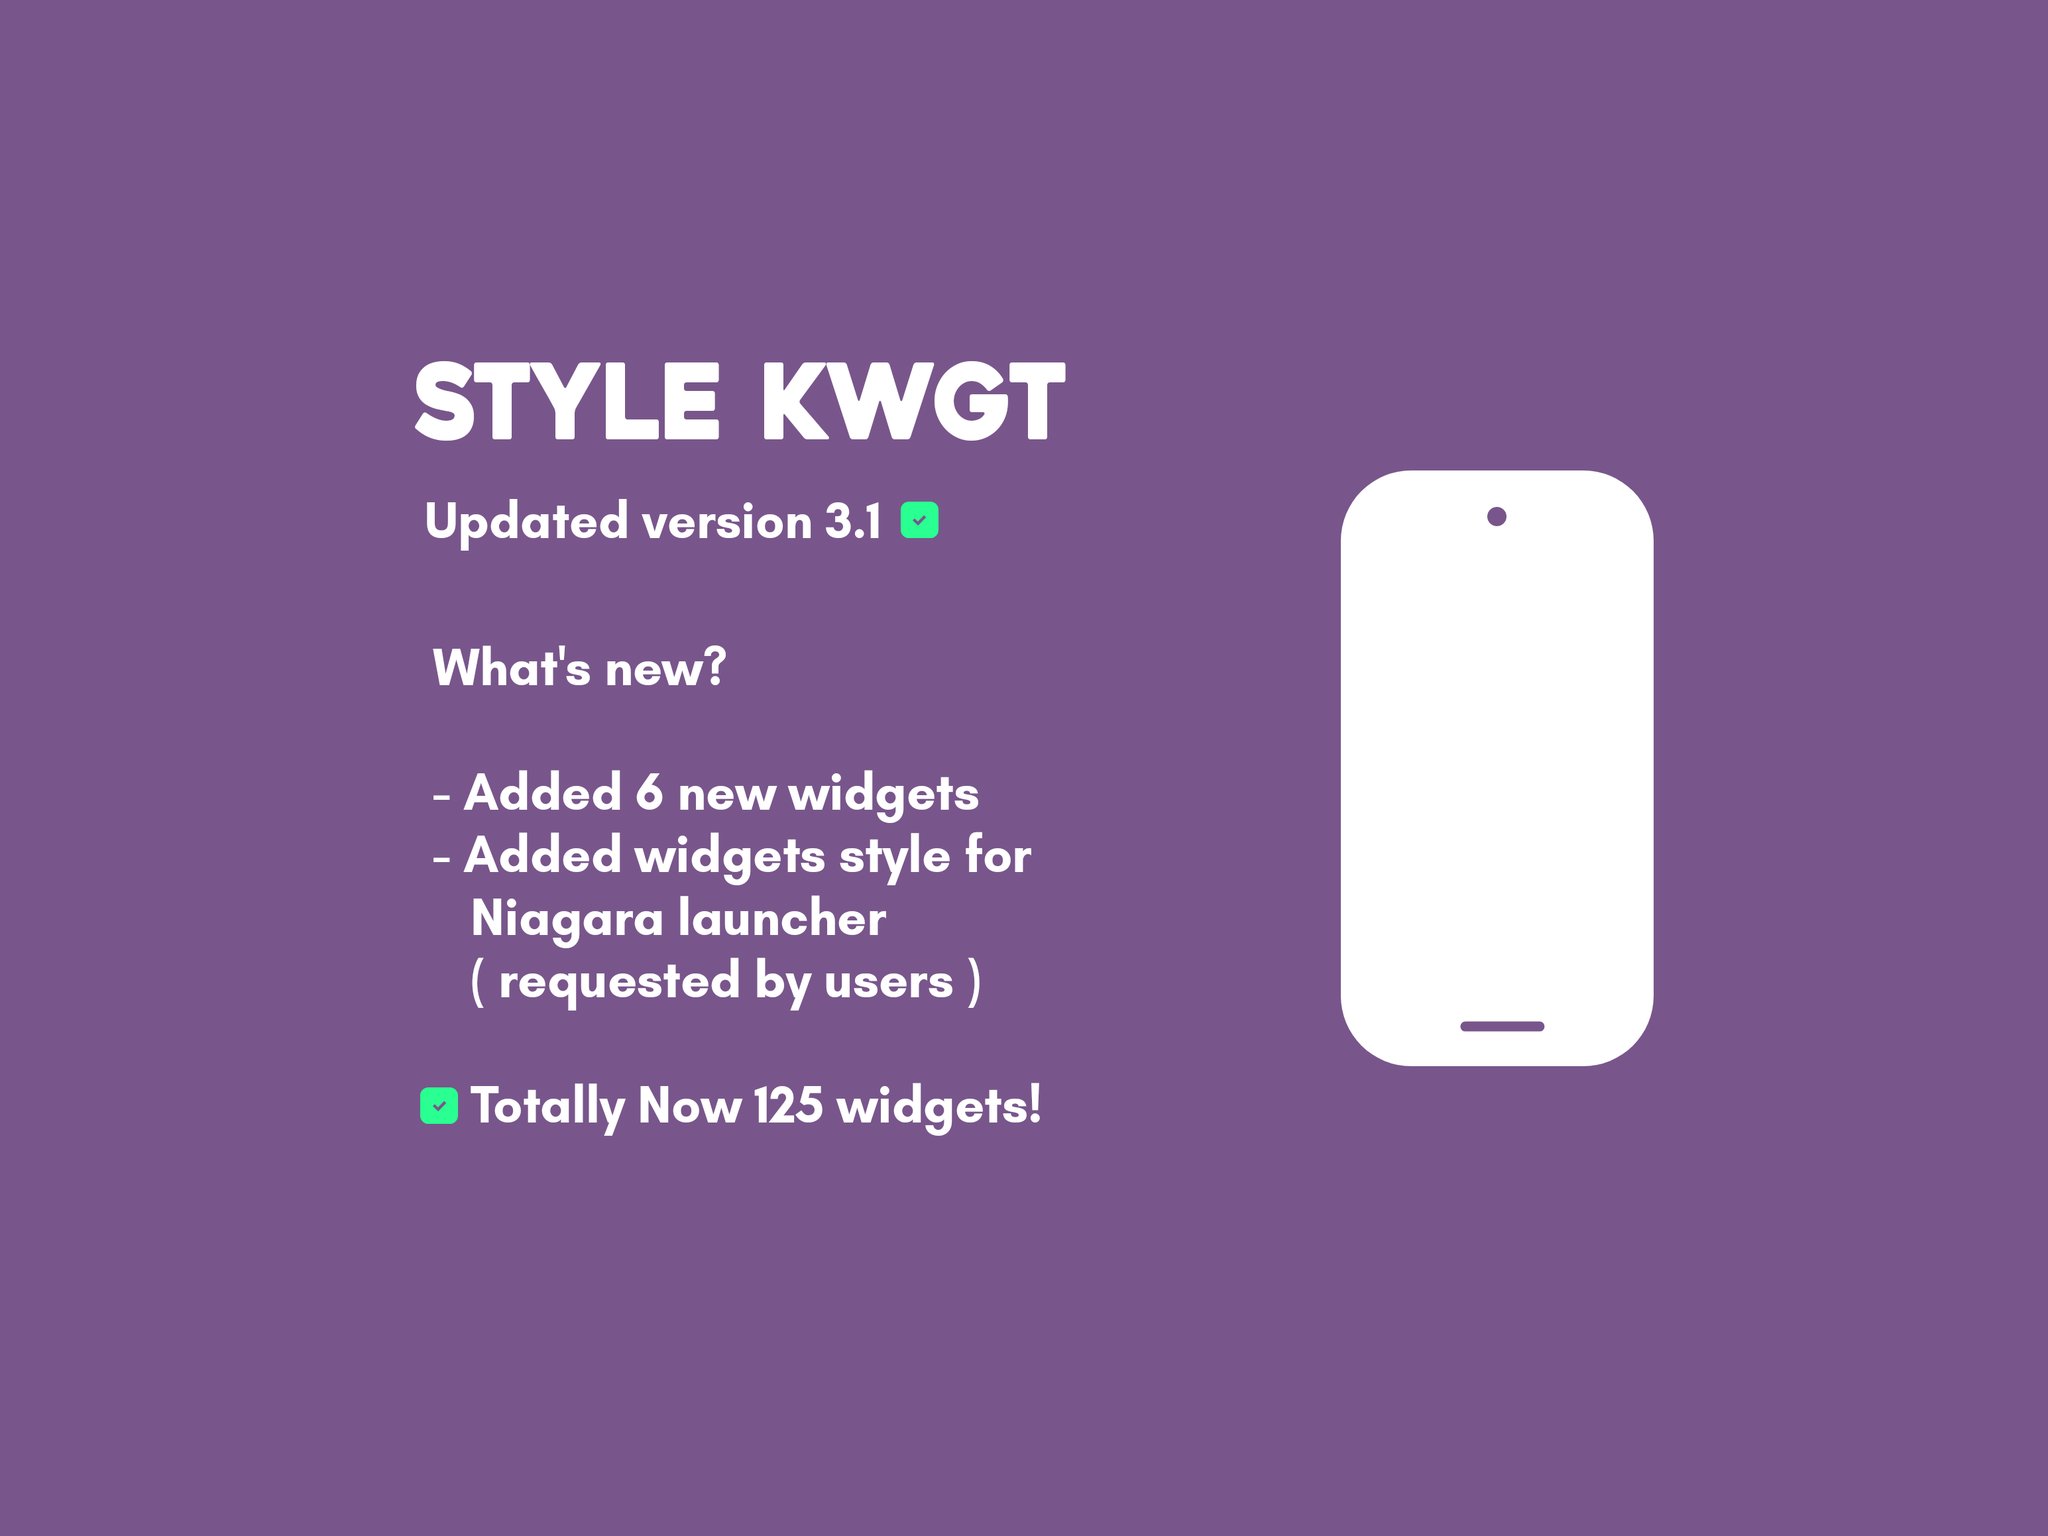 STYLE KWGT
Updated version 3.1
What's new?
- Added 6 new widgets
- Added widgets style for
Niagara launcher
( requested by users )
Totally Now 125 widgets!